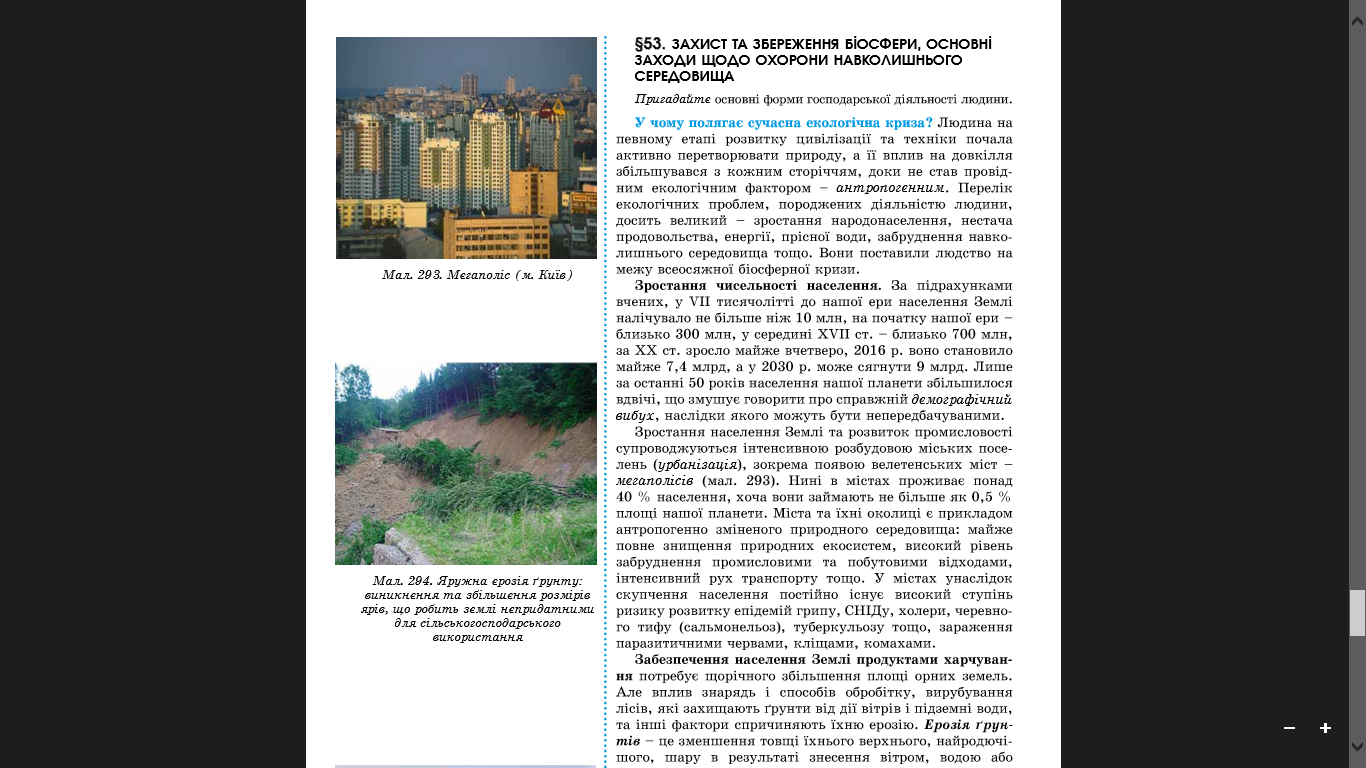 §53. ЗАХИСТ ТА ЗБЕРЕЖЕННЯ БІОСФЕРИ, ОСНОВНІ
ЗАХОДИ ЩОДО ОХОРОНИ НАВКОЛИШНЬОГО
СЕРЕДОВИЩА
Пригадайте основні форми господарської діяльності людини.
У чому полягає сучасна екологічна криза? Людина на
певному етапі розвитку цивілізації та техніки почала
активно перетворювати природу, а її вплив на довкілля
збільшувався з кожним сторіччям, доки не став провід-
ним екологічним фактором – антропогенним. Перелік
екологічних проблем, породжених діяльністю людини,
досить великий – зростання народонаселення, нестача
продовольства, енергії, прісної води, забруднення навко-
лишнього середовища тощо. Вони поставили людство на
межу всеосяжної біосферної кризи.
Зростання чисельності населення. За підрахунками
вчених, у VII тисячолітті до нашої ери населення Землі
налічувало не більше ніж 10 млн, на початку нашої ери –
близько 300 млн, у середині XVII ст. – близько 700 млн,
за XX ст. зросло майже вчетверо, 2016 р. воно становило
майже 7,4 млрд, а у 2030 р. може сягнути 9 млрд. Лише
за останні 50 років населення нашої планети збільшилося
вдвічі, що змушує говорити про справжній демографічний
вибух, наслідки якого можуть бути непередбачуваними.
Зростання населення Землі та розвиток промисловості
супроводжуються інтенсивною розбудовою міських посе-
лень (урбанізація), зокрема появою велетенських міст –
мегаполісів (мал. 293). Нині в містах проживає понад
40 % населення, хоча вони займають не більше як 0,5 %
площі нашої планети. Міста та їхні околиці є прикладом
антропогенно зміненого природного середовища: майже
повне знищення природних екосистем, високий рівень
забруднення промисловими та побутовими відходами,
інтенсивний рух транспорту тощо. У містах унаслідок
скупчення населення постійно існує високий ступінь
ризику розвитку епідемій грипу, СНІДу, холери, черевно-
го тифу (сальмонельоз), туберкульозу тощо, зараження
паразитичними червами, кліщами, комахами.
Забезпечення населення Землі продуктами харчуван-
ня потребує щорічного збільшення площі орних земель.
Але вплив знарядь і способів обробітку, вирубування
лісів, які захищають ґрунти від дії вітрів і підземні води,
та інші фактори спричиняють їхню ерозію. Ерозія ґрун-
тів – це зменшення товщі їхнього верхнього, найродючі-
шого, шару в результаті знесення вітром, водою або
Мал. 293. Мегаполіс (м. Київ)
Мал. 294. Яружна ерозія ґрунту:
виникнення та збільшення розмірів
ярів, що робить землі непридатними
для сільськогосподарського
використання